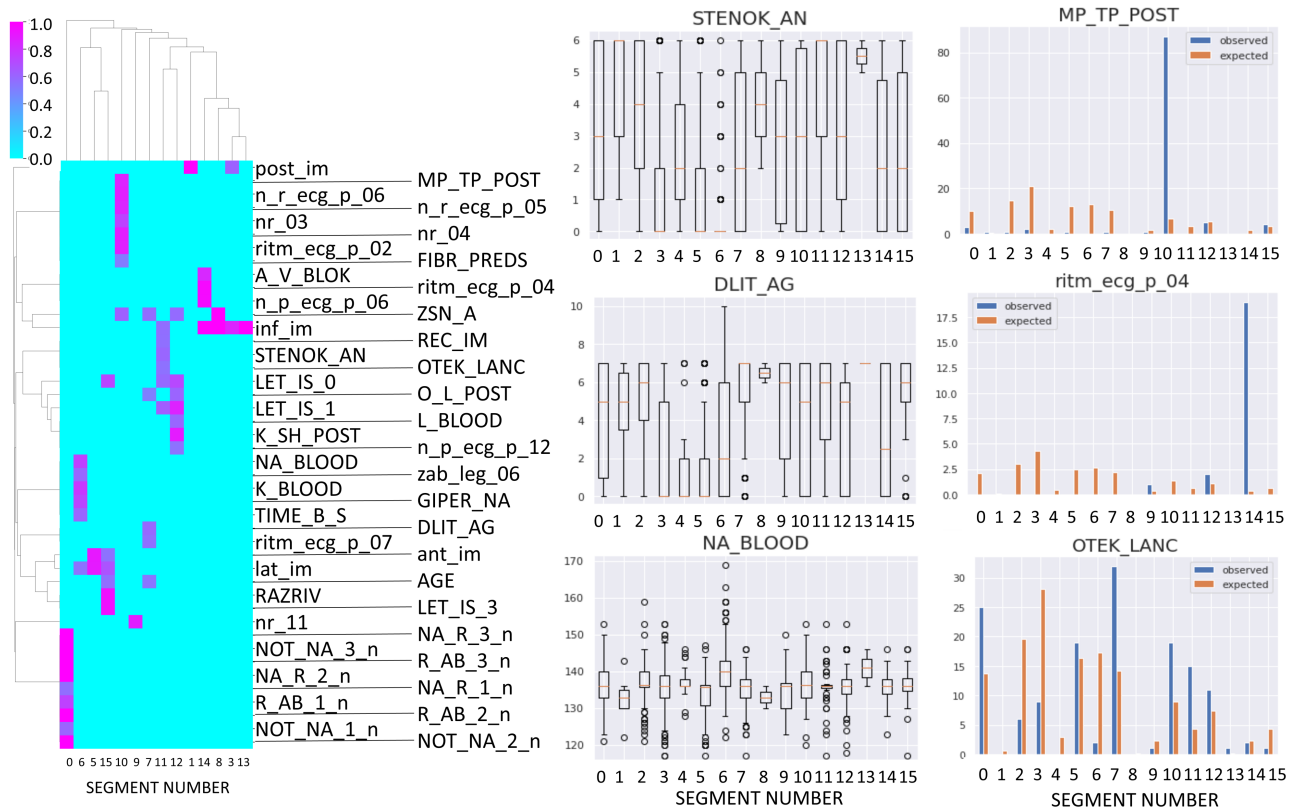 1.0
0.8
0.6
0.4
0.2
0.0
post_im
MP_TP_POST
n_r_ecg_p_06
n_r_ecg_p_05
nr_03
nr_04
ritm_ecg_p_02
FIBR_PREDS
A_V_BLOK
ritm_ecg_p_04
n_p_ecg_p_06
ZSN_A
inf_im
REC_IM
STENOK_AN
OTEK_LANC
LET_IS_0
O_L_POST
LET_IS_1
L_BLOOD
K_SH_POST
n_p_ecg_p_12
NA_BLOOD
zab_leg_06
K_BLOOD
GIPER_NA
TIME_B_S
DLIT_AG
ritm_ecg_p_07
ant_im
lat_im
AGE
RAZRIV
LET_IS_3
nr_11
NA_R_3_n
NOT_NA_3_n
R_AB_3_n
NA_R_2_n
NA_R_1_n
R_AB_1_n
R_AB_2_n
NOT_NA_1_n
NOT_NA_2_n
0 6 5 15 10 9 7 11 12 1 14 8 3 13
SEGMENT NUMBER
STENOK_AN
6
5
4
3
2
1
0
0 1 2 3 4 5 6 7 8 9 10 11 12 13 14 15
DLIT_AG
10
8
6
4
2
0
0 1 2 3 4 5 6 7 8 9 10 11 12 13 14 15
NA_BLOOD
170
160
150
140
130
120
0 1 2 3 4 5 6 7 8 9 10 11 12 13 14 15
SEGMENT NUMBER
MP_TP_POST
observed
expected
80
60
40
20
0
0 1 2 3 4 5 6 7 8 9 10 11 12 13 14 15
ritm_ecg_p_04
observed
expected
17.5
15.0
12.5
10.0
7.5
5.0
2.5
0.0
0 1 2 3 4 5 6 7 8 9 10 11 12 13 14 15
OTEK_LANC
observed
expected
30
25
20
15
10
5
0
0 1 2 3 4 5 6 7 8 9 10 11 12 13 14 15
SEGMENT NUMBER